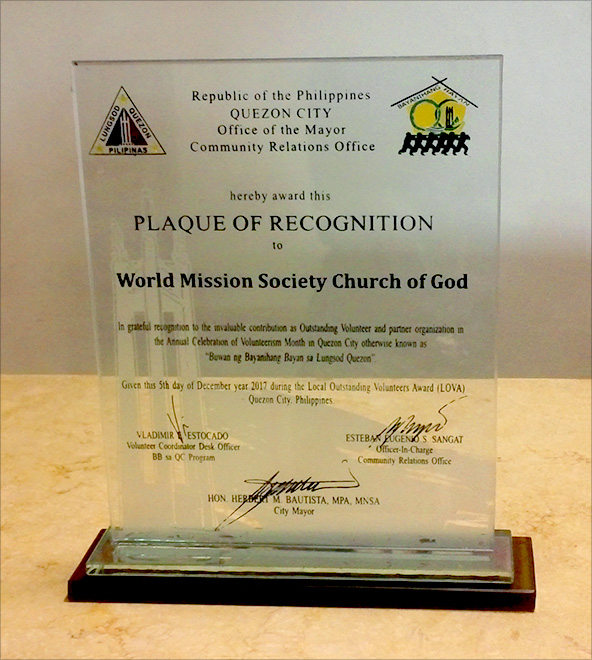 LUNGSOD QUEZON
PILIPINAS
BAYANIHANG BAYAN
Republic of the Philippines
QUEZON CITY
Office of the Mayor
Community Relations Office
hereby award this
PLAQUE OF RECOGNITION
to
World Mission Society Church of God
In grateful recognition to the invaluable contribution as Outstanding Volunteer and partner organization in
the Annual Celebration of Volunteerism Month in Quezon City otherwise known as
"Buwan ng Bayanihang Bayan sa Lungsod Quezon".
Given this 5th day of December year 2017 during the Local Outstanding Volunteers Award (LOVA)
Quezon City, Philippines.
VLADIMIR ESTOCADO
Volunteer Coordinator Desk Officer
BB sa QC Program
ESTEBAN EUGENIO S. SANGAT
Officer-In-Charge
Community Relations Office
HON. HERBERT M. BAUTISTA, MPA, MNSA
City Mayor